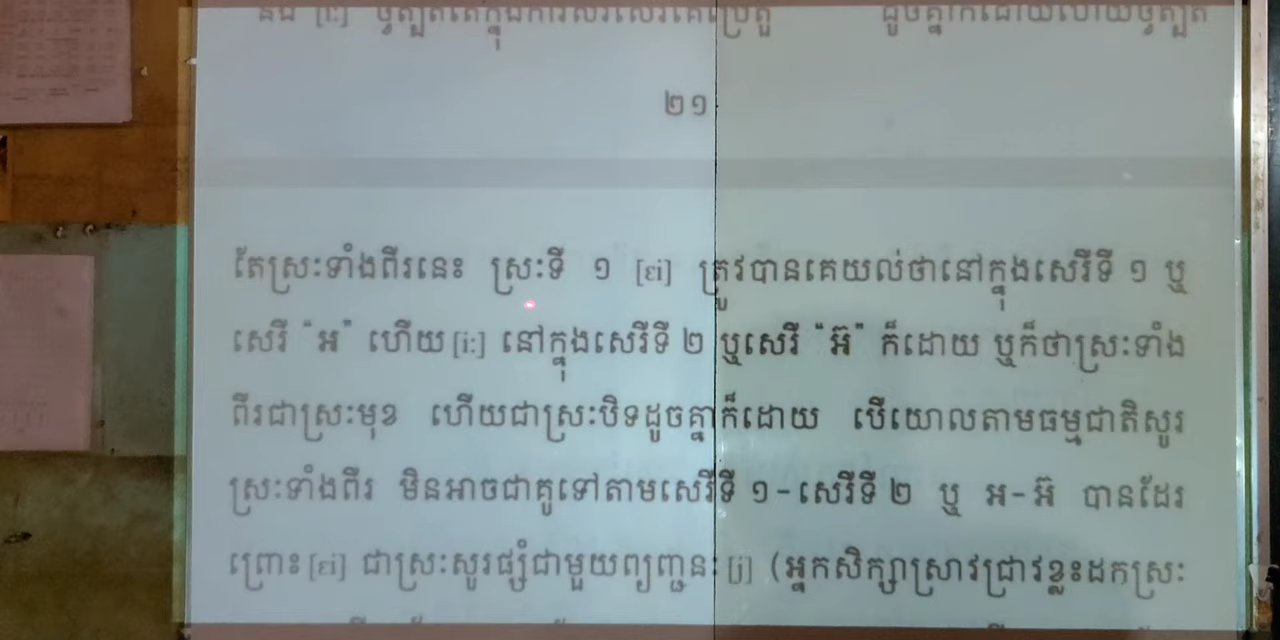 ២១
តែស្រៈទាំងពីរនេះ ស្រៈទី ១ [ɛi] ត្រូវបានគេយល់ថានៅក្នុងសេរីទី ១ ឬ
សេរី “អ” ហើយ [i:] នៅក្នុងសេរីទី ២ ឬសេរី “អ៊” ក៏ដោយ ឬក៏ថាស្រៈទាំង
ពីរជាស្រៈមុខ ហើយជាស្រៈបិទដូចគ្នាក៏ដោយ បើយោលតាមធម្មជាតិសូរ
ស្រៈទាំងពីរ មិនអាចជាគូទៅតាមសេរីទី ១-សេរីទី ២ ឬ អ-អ៊ បានដែរ
ព្រោះ [ɛi] ជាស្រៈសូរផ្សំជាមួយព្យញ្ជនៈ [j] (អ្នកសិក្សាស្រាវជ្រាវខ្លះដកស្រៈ